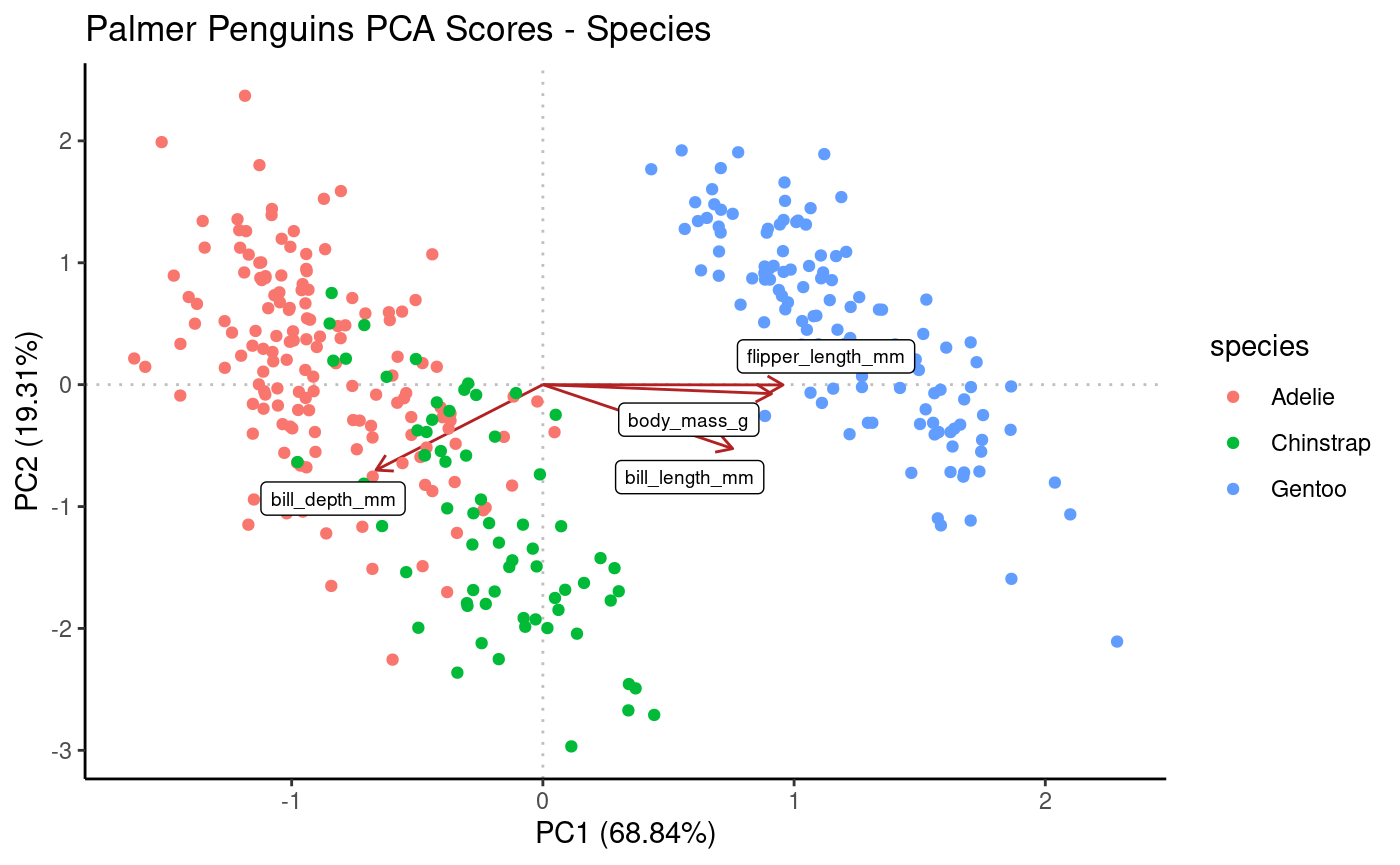 Palmer Penguins PCA Scores - Species
PC2 (19.31%)
2
1
0
-1
-2
-3
flipper_length_mm
body_mass_g
bill_length_mm
bill_depth_mm
-1
0
1
2
PC1 (68.84%)
species
Adelie
Chinstrap
Gentoo